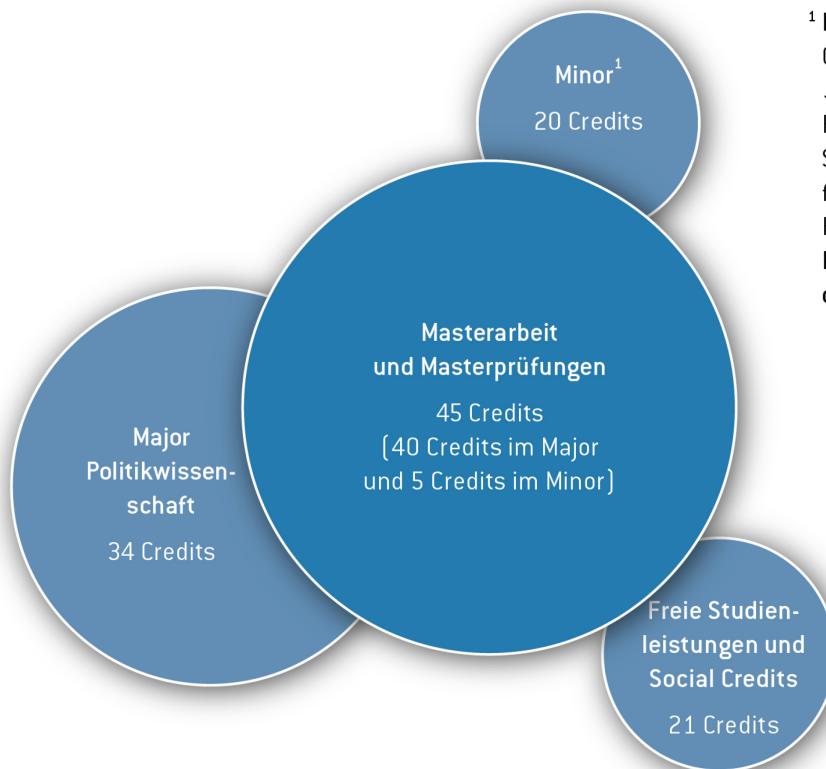 Minor¹
20 Credits
Masterarbeit
und Masterprüfungen
45 Credits
(40 Credits im Major
und 5 Credits im Minor)
Major
Politikwissen-
schaft
34 Credits
Freie Studien-
leistungen und
Social Credits
21 Credits
1